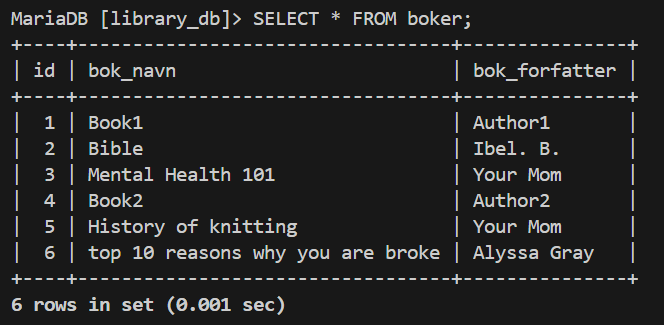 MariaDB [library_db]> SELECT * FROM boker;
+----+--------------------------------+---------------+
| id | bok_navn                       | bok_forfatter |
+----+--------------------------------+---------------+
|  1 | Book1                          | Author1       |
|  2 | Bible                          | Ibel. B.      |
|  3 | Mental Health 101              | Your Mom      |
|  4 | Book2                          | Author2       |
|  5 | History of knitting            | Your Mom      |
|  6 | top 10 reasons why you are broke | Alyssa Gray   |
+----+--------------------------------+---------------+
6 rows in set (0.001 sec)